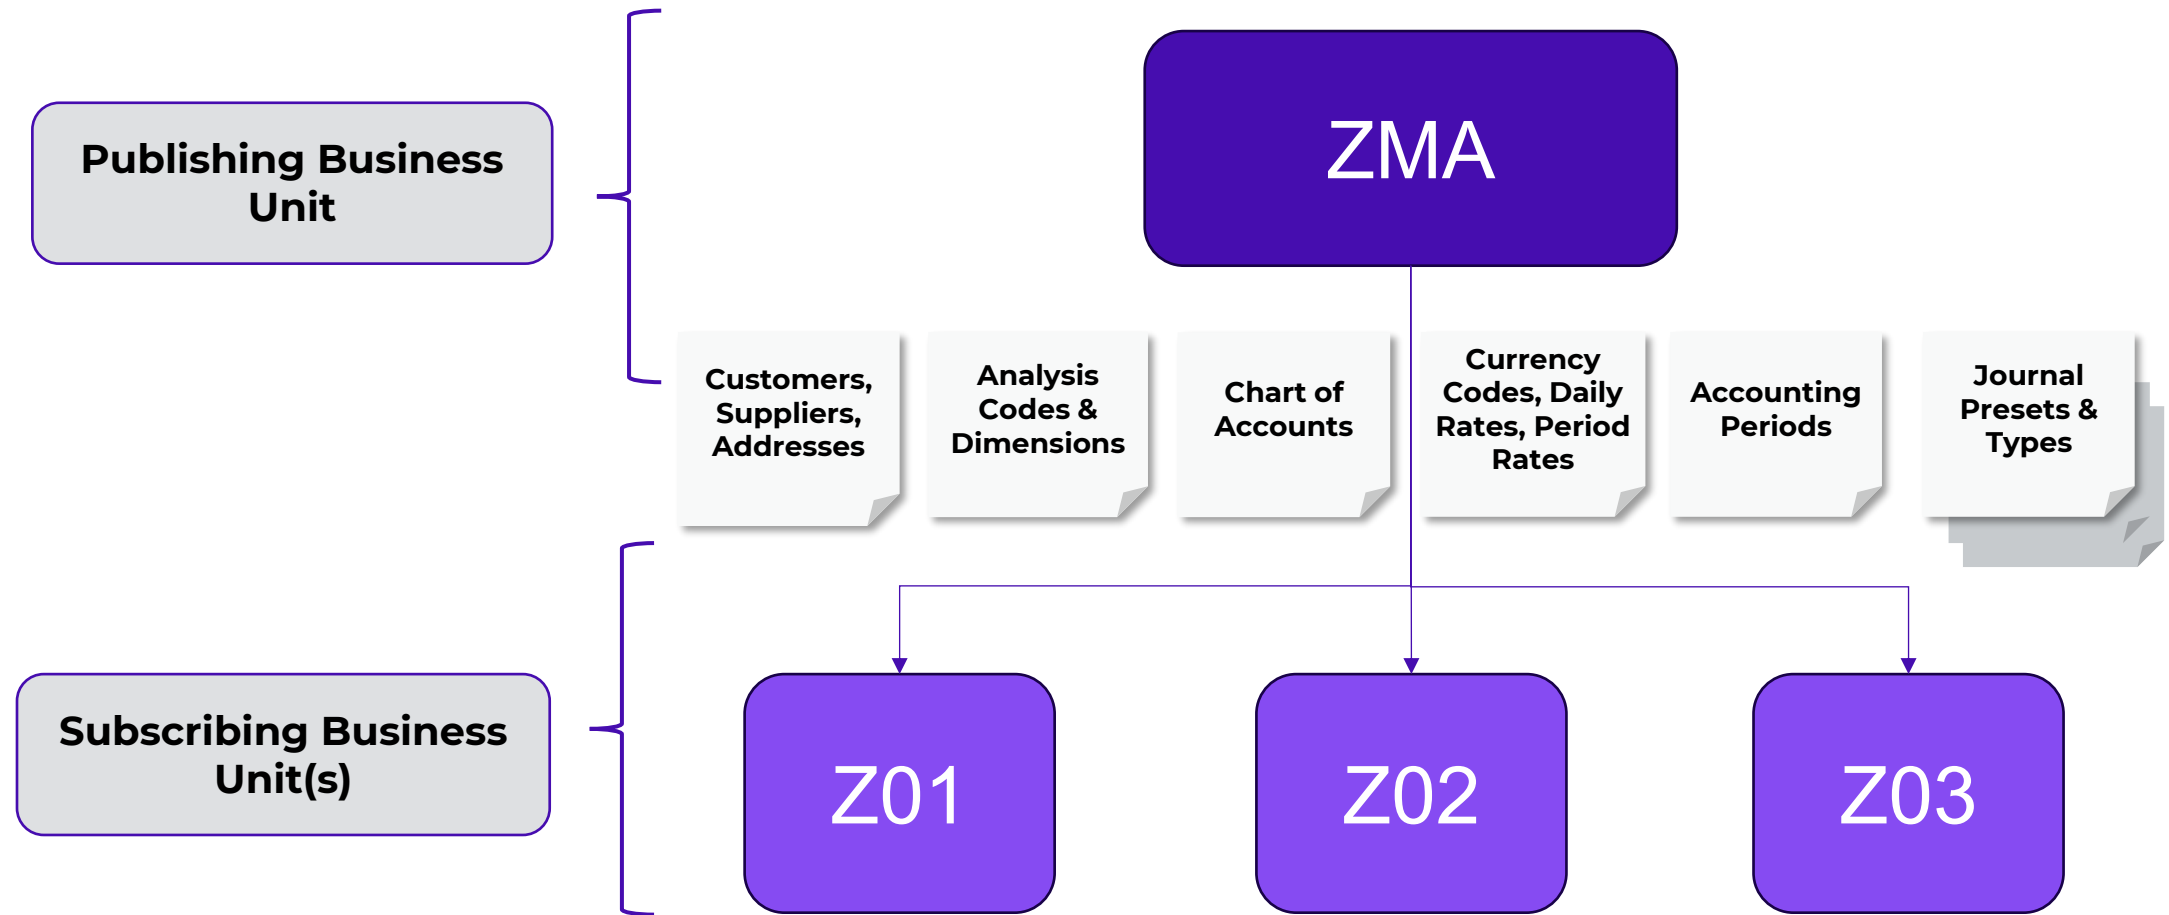 Publishing Business
Unit
ZMA
Customers,
Suppliers,
Addresses
Analysis
Codes &
Dimensions
Chart of
Accounts
Currency
Codes, Daily
Rates, Period
Rates
Accounting
Periods
Journal
Presets &
Types
Subscribing Business
Unit(s)
Z01
Z02
Z03